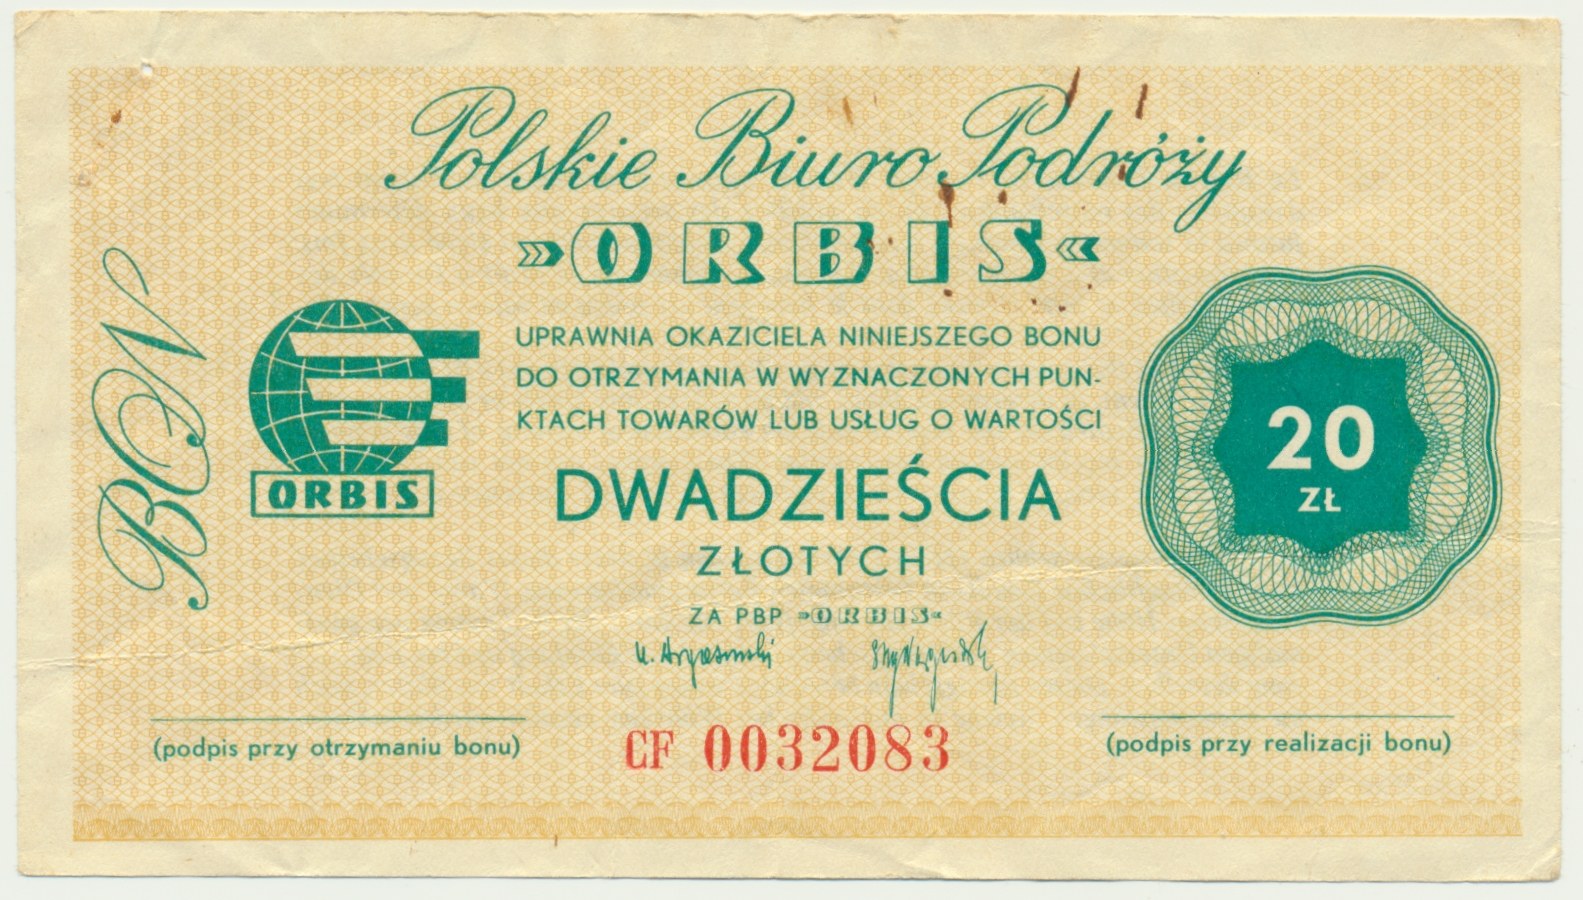 Polskie Biuro Podróży
»ORBIS«
BON
ORBIS
UPRAWNIA OKAZICIELA NINIEJSZEGO BONU
DO OTRZYMANIA W WYZNACZONYCH PUN-
KTACH TOWARÓW LUB USŁUG O WARTOŚCI
DWADZIEŚCIA
ZŁOTYCH
20
ZŁ
ZA PBP »ORBIS«
(podpis przy otrzymaniu bonu)
CF 0032083
(podpis przy realizacji bonu)